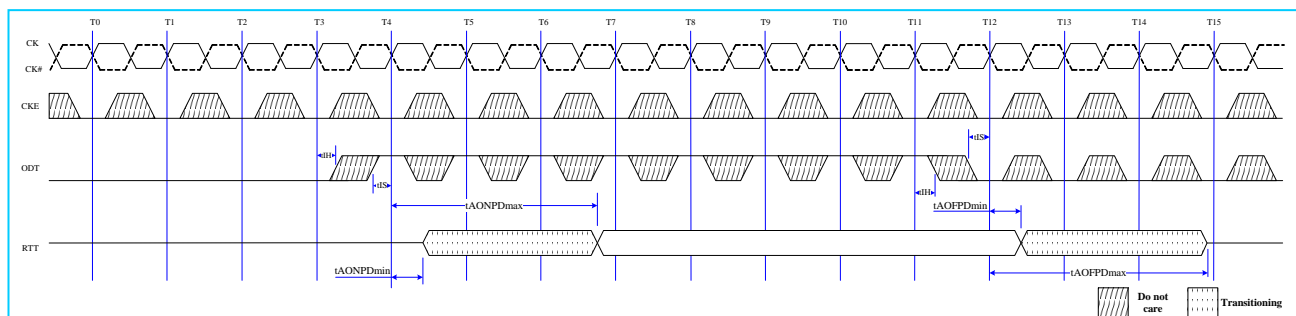 T0 T1 T2 T3 T4 T5 T6 T7 T8 T9 T10 T11 T12 T13 T14 T15
CK
CK#
CKE
tIS
tIH
ODT
tIS
tIH
tAONPDmax
tAOFPDmin
RTT
tAONPDmin
tAOFPDmax
Do not
care
Transitioning